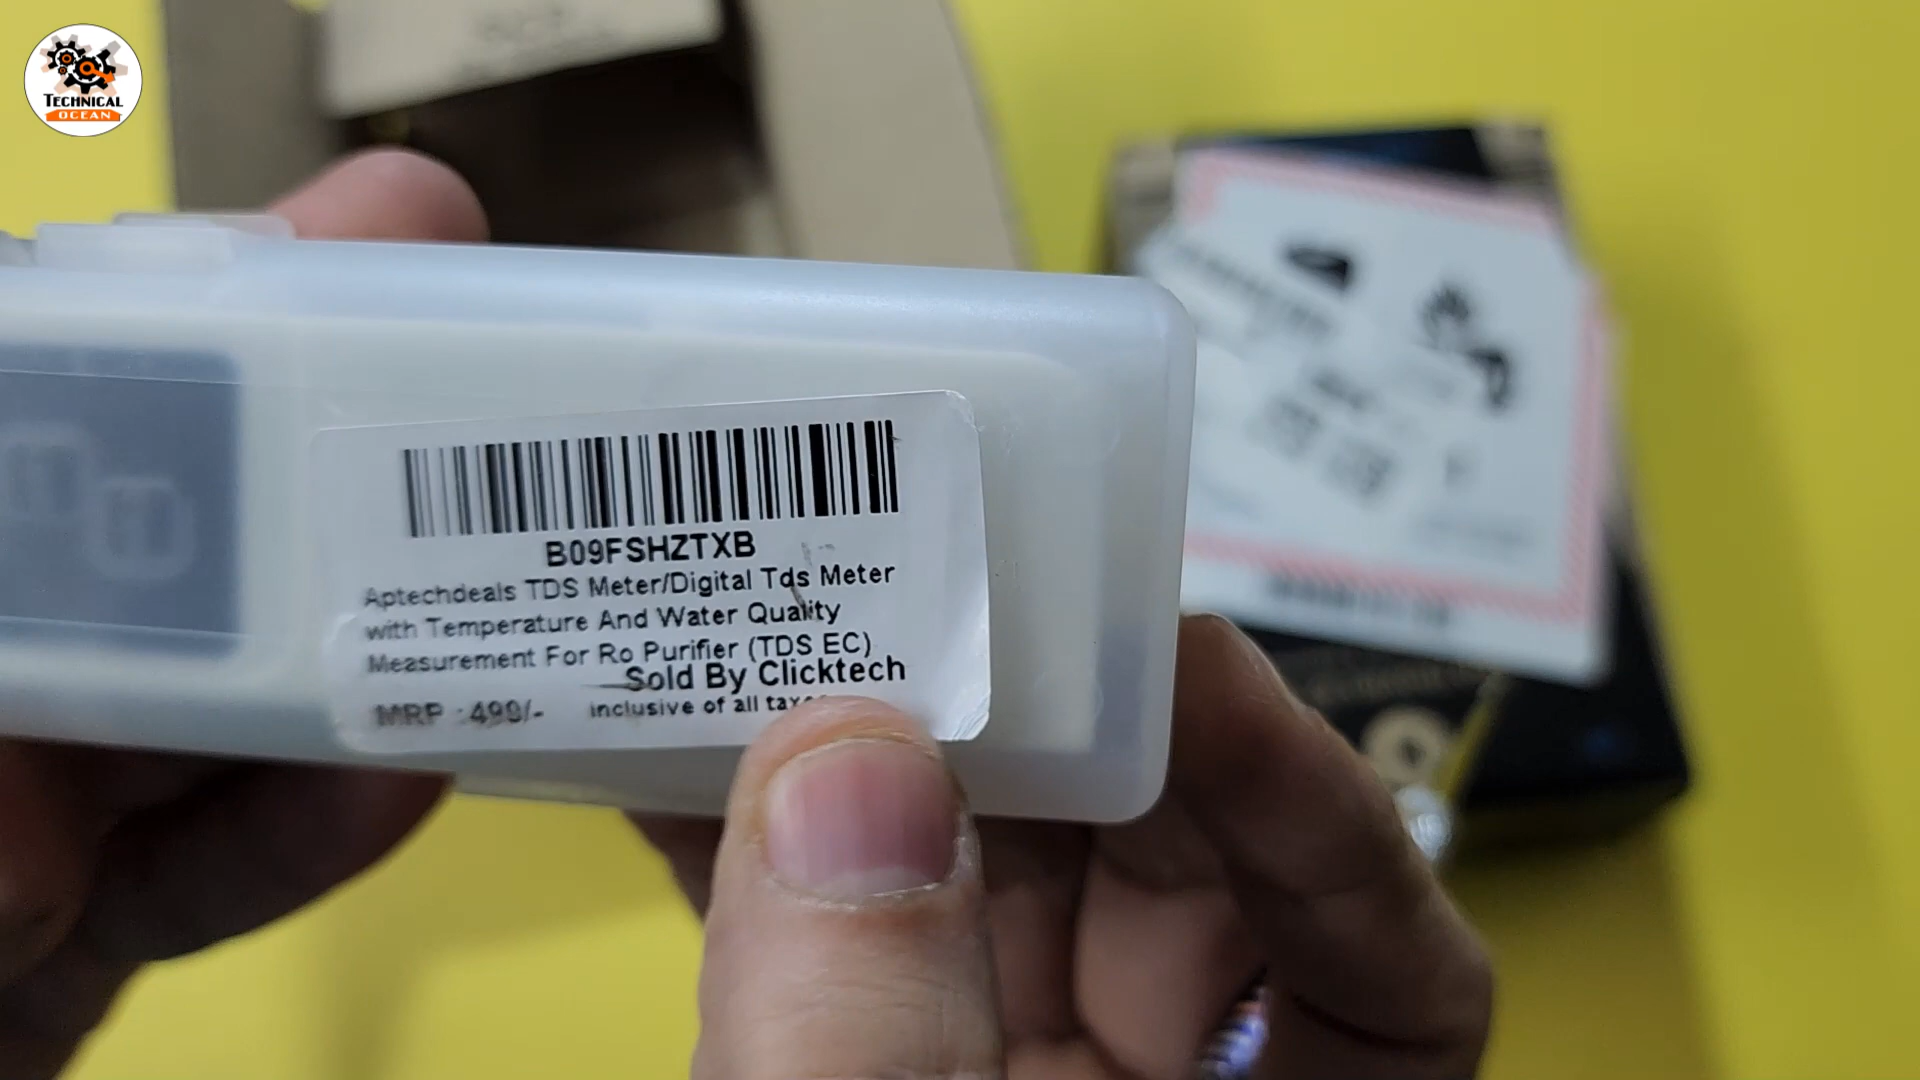 TECHNICAL
OCEAN
B09FSHZTXB
Aptechdeals TDS Meter/Digital Tds Meter
with Temperature And Water Quality
Measurement For Ro Purifier (TDS EC)
Sold By Clicktech
MRP : 499/- inclusive of all